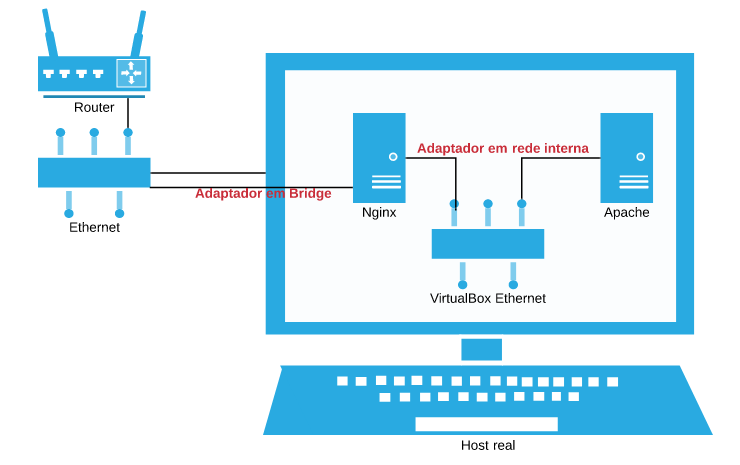 Router
Adaptador em rede interna
Adaptador em Bridge
Nginx
Apache
Ethernet
VirtualBox Ethernet
Host real